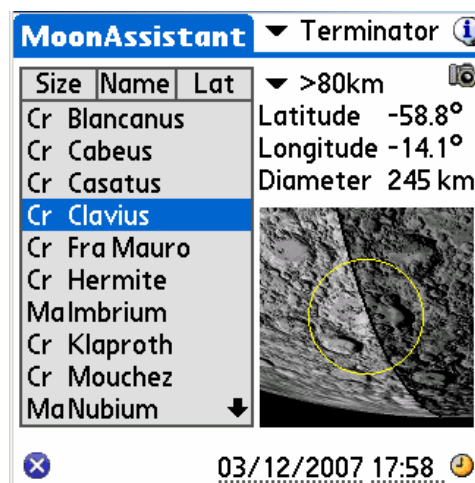 MoonAssistant
Terminator
Size Name Lat
Cr Blancanus
Cr Cabeus
Cr Casatus
Cr Clavius
Cr Fra Mauro
Cr Hermite
Ma Imbrium
Cr Klaproth
Cr Mouchez
Ma Nubium
>80km
Latitude -58.8°
Longitude -14.1°
Diameter 245 km
03/12/2007 17:58